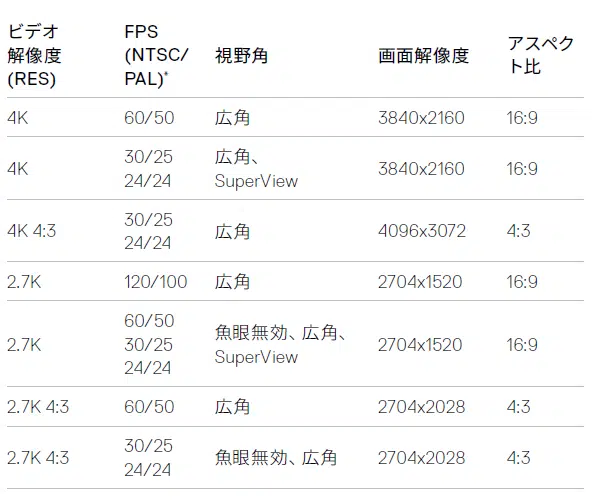 ビデオ解像度 (RES) FPS (NTSC/PAL)* 視野角 画面解像度 アスペクト比
4K 60/50 広角 3840x2160 16:9
4K 30/25 24/24 広角、SuperView 3840x2160 16:9
4K 4:3 30/25 24/24 広角 4096x3072 4:3
2.7K 120/100 広角 2704x1520 16:9
2.7K 60/50 30/25 24/24 魚眼無効、広角、SuperView 2704x1520 16:9
2.7K 4:3 60/50 広角 2704x2028 4:3
2.7K 4:3 30/25 24/24 魚眼無効、広角 2704x2028 4:3